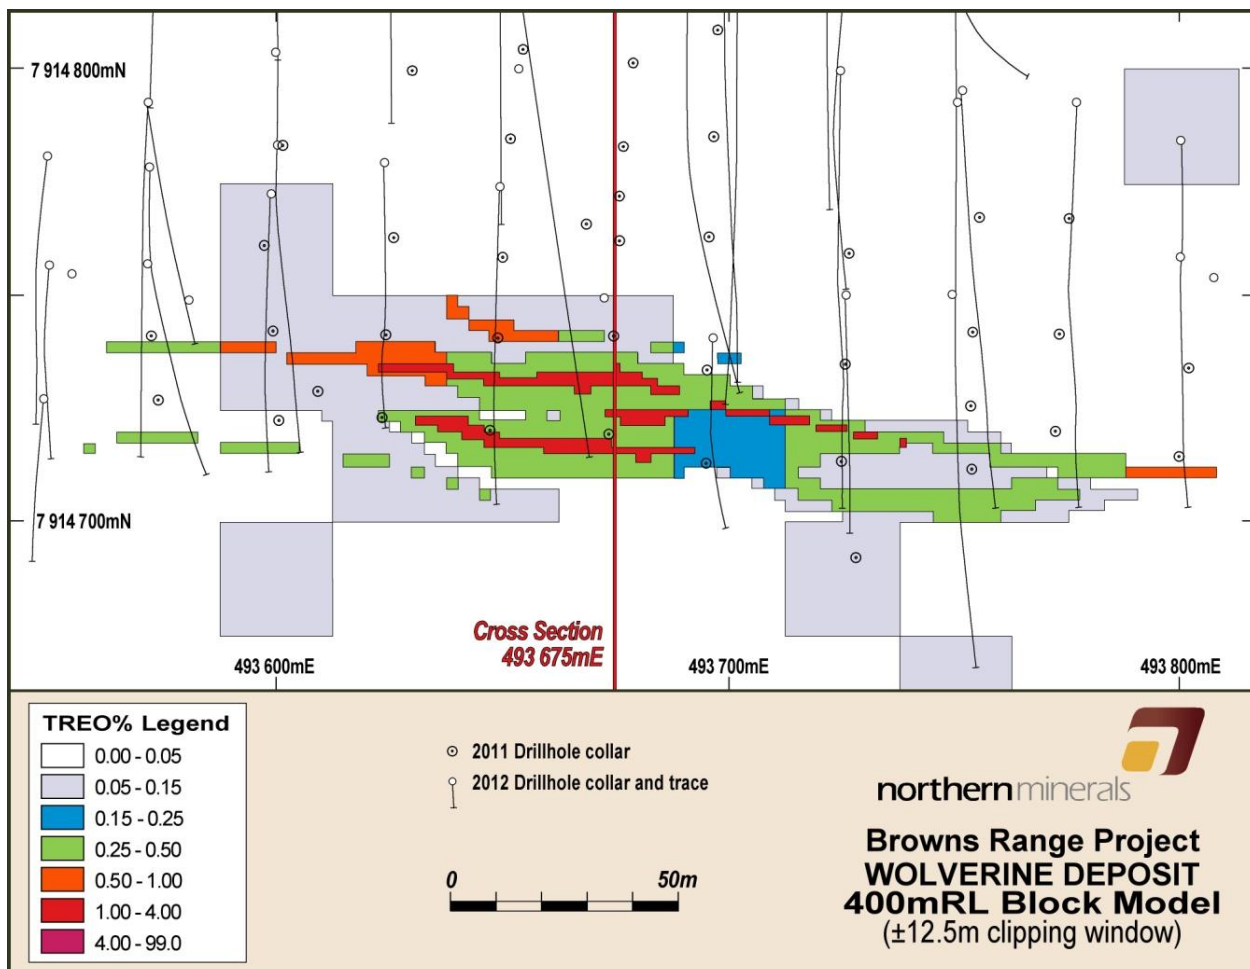 7 914 800mN
7 914 700mN
Cross Section
493 675mE
493 600mE
493 700mE
493 800mE
TREO% Legend
0.00 - 0.05
0.05 - 0.15
0.15 - 0.25
0.25 - 0.50
0.50 - 1.00
1.00 - 4.00
4.00 - 99.0
2011 Drillhole collar
2012 Drillhole collar and trace
0 50m
northernminerals
Browns Range Project
WOLVERINE DEPOSIT
400mRL Block Model
(±12.5m clipping window)